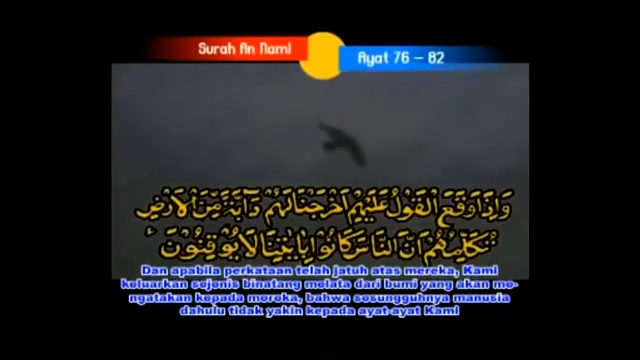 Surah An Naml
Ayat 76 – 82
وَإِذَا وَقَعَ الْقَوْلُ عَلَيْهِمْ أَخْرَجْنَا لَهُمْ دَآبَّةً مِّنَ الْأَرْضِ
تُكَلِّمُهُمْ أَنَّ النَّاسَ كَانُوا بِآيٰتِنَا لَا يُوقِنُونَ
Dan apabila perkataan telah jatuh atas mereka, Kami
keluarkan sejenis binatang melata dari bumi yang akan me-
ngatakan kepada mereka, bahwa sesungguhnya manusia
dahulu tidak yakin kepada ayat-ayat Kami